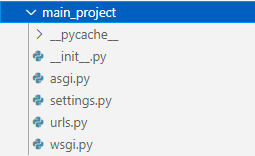 main_project
__pycache__
__init__.py
asgi.py
settings.py
urls.py
wsgi.py